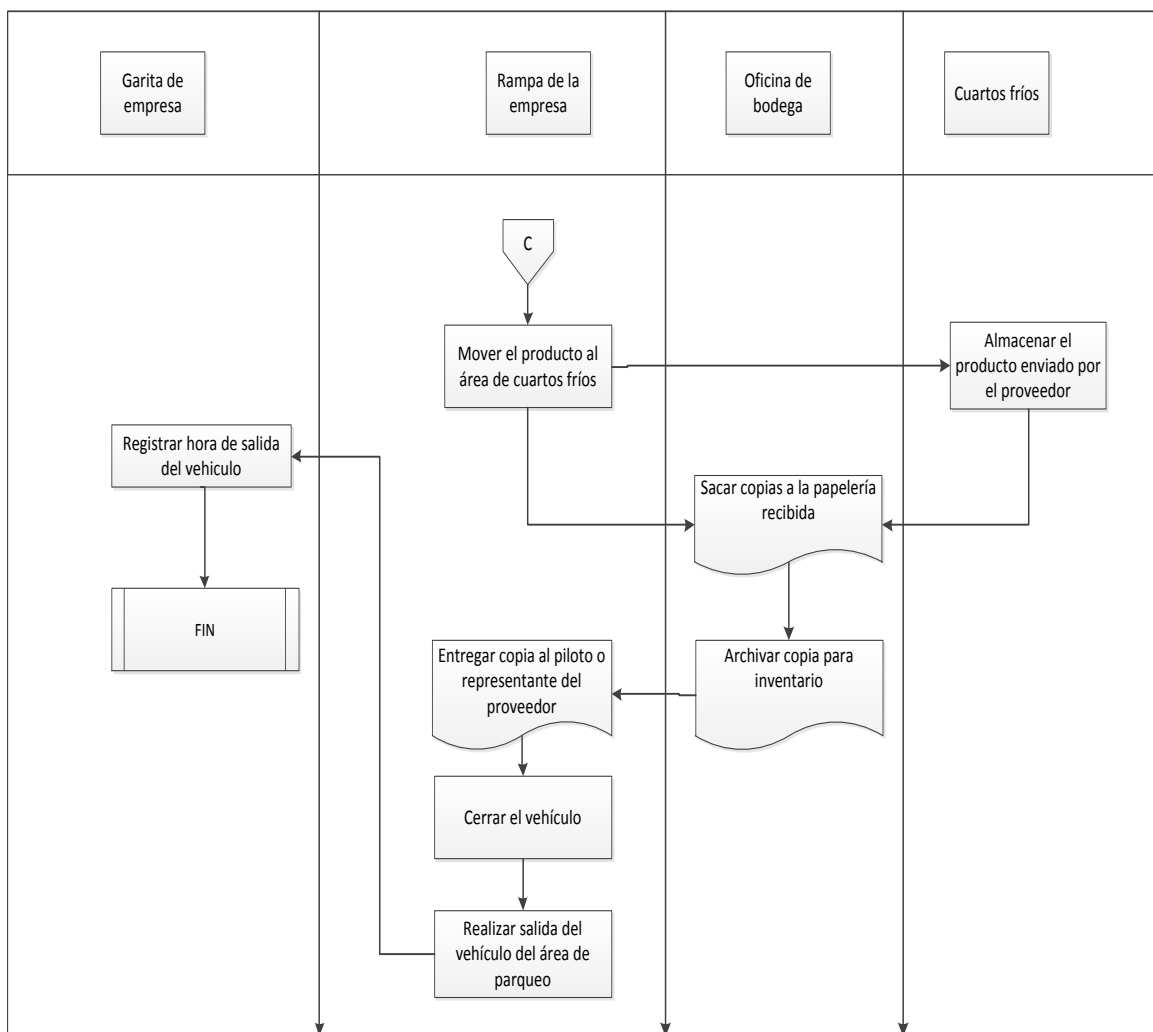 Garita de
empresa
Rampa de la
empresa
Oficina de
bodega
Cuartos fríos
C
Mover el producto al
área de cuartos fríos
Almacenar el
producto enviado por
el proveedor
Registrar hora de salida
del vehiculo
Sacar copias a la papelería
recibida
FIN
Entregar copia al piloto o
representante del
proveedor
Archivar copia para
inventario
Cerrar el vehículo
Realizar salida del
vehículo del área de
parqueo